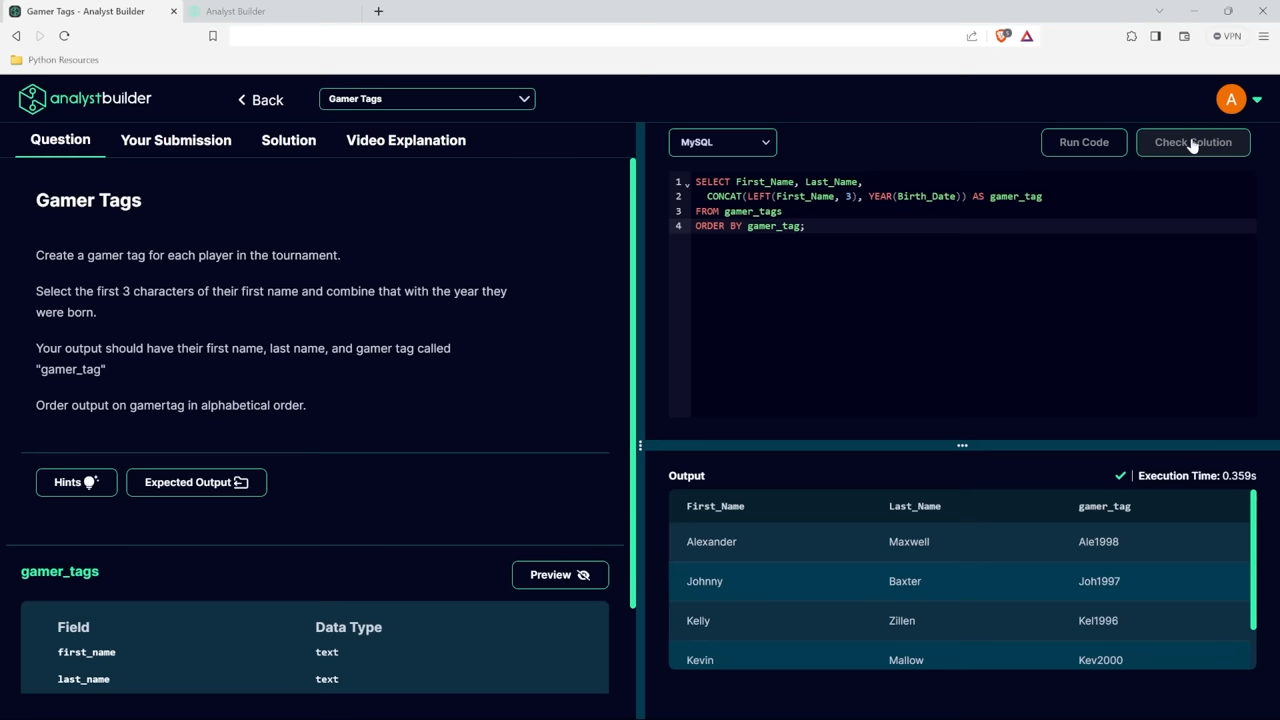 Gamer Tags - Analyst Builder
Analyst Builder
VPN
Python Resources
analystbuilder
Back
Gamer Tags
A
Question
Your Submission
Solution
Video Explanation
MySQL
Run Code
Check Solution
Gamer Tags
Create a gamer tag for each player in the tournament.
Select the first 3 characters of their first name and combine that with the year they
were born.
Your output should have their first name, last name, and gamer tag called
"gamer_tag"
Order output on gamertag in alphabetical order.
Hints
Expected Output
gamer_tags
Preview
Field Data Type
first_name text
last_name text
1 SELECT First_Name, Last_Name,
2 CONCAT(LEFT(First_Name, 3), YEAR(Birth_Date)) AS gamer_tag
3 FROM gamer_tags
4 ORDER BY gamer_tag;
Output
Execution Time: 0.359s
First_Name Last_Name gamer_tag
Alexander Maxwell Ale1998
Johnny Baxter Joh1997
Kelly Zillen Kel1996
Kevin Mallow Kev2000